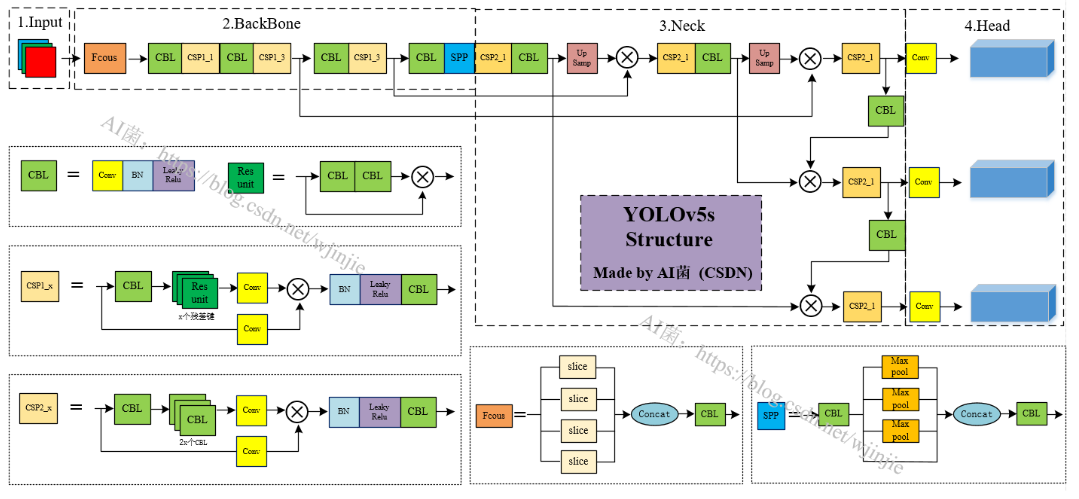 1.Input
2.BackBone
3.Neck
4.Head
Fcous
CBL
CSP1_1
CBL
CSP1_3
CBL
CSP1_3
CBL
SPP
CSP2_1
CBL
Up
Samp
CSP2_1
CBL
Up
Samp
CSP2_1
Conv
CBL
CSP2_1
Conv
CBL
CSP2_1
Conv
YOLOv5s
Structure
Made by AI菌 (CSDN)
CBL
=
Conv
BN
Leaky
Relu
Res
unit
=
CBL
CBL
CSP1_x
=
CBL
Res
unit
x个残差键
Conv
Conv
BN
Leaky
Relu
CBL
CSP2_x
=
CBL
CBL
2x个CBL
Conv
Conv
BN
Leaky
Relu
CBL
Fcous
=
slice
slice
slice
slice
Concat
CBL
SPP
=
CBL
Max
pool
Max
pool
Max
pool
Concat
CBL
AI菌：https://blog.csdn.net/wjinjie
AI菌：https://blog.csdn.net/wjinjie